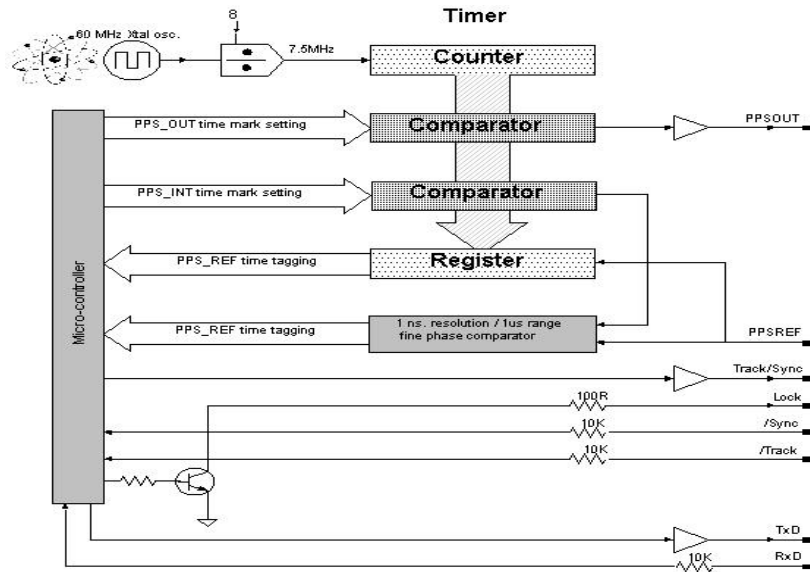 8
Timer
60 MHz Xtal osc.
7.5MHz
Counter
PPS_OUT time mark setting
Comparator
PPSOUT
PPS_INT time mark setting
Comparator
PPS_REF time tagging
Register
Micro-controller
PPS_REF time tagging
1 ns. resolution / 1us range
fine phase comparator
PPSREF
Track/Sync
100R
Lock
10K
/Sync
10K
/Track
TxD
10K
RxD